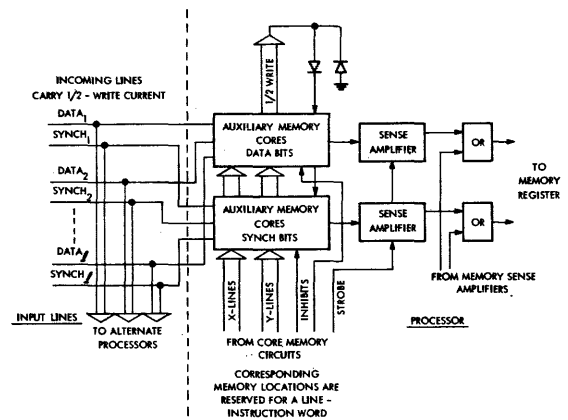 INCOMING LINES
CARRY 1/2 - WRITE CURRENT
DATA1
SYNCH1
DATA2
SYNCH2
DATAℓ
SYNCHℓ
INPUT LINES
TO ALTERNATE
PROCESSORS
1/2 WRITE
AUXILIARY MEMORY
CORES
DATA BITS
AUXILIARY MEMORY
CORES
SYNCH BITS
X-LINES
Y-LINES
INHIBITS
STROBE
FROM CORE MEMORY
CIRCUITS
CORRESPONDING
MEMORY LOCATIONS ARE
RESERVED FOR A LINE -
INSTRUCTION WORD
SENSE
AMPLIFIER
SENSE
AMPLIFIER
OR
OR
TO
MEMORY
REGISTER
FROM MEMORY SENSE
AMPLIFIERS
PROCESSOR